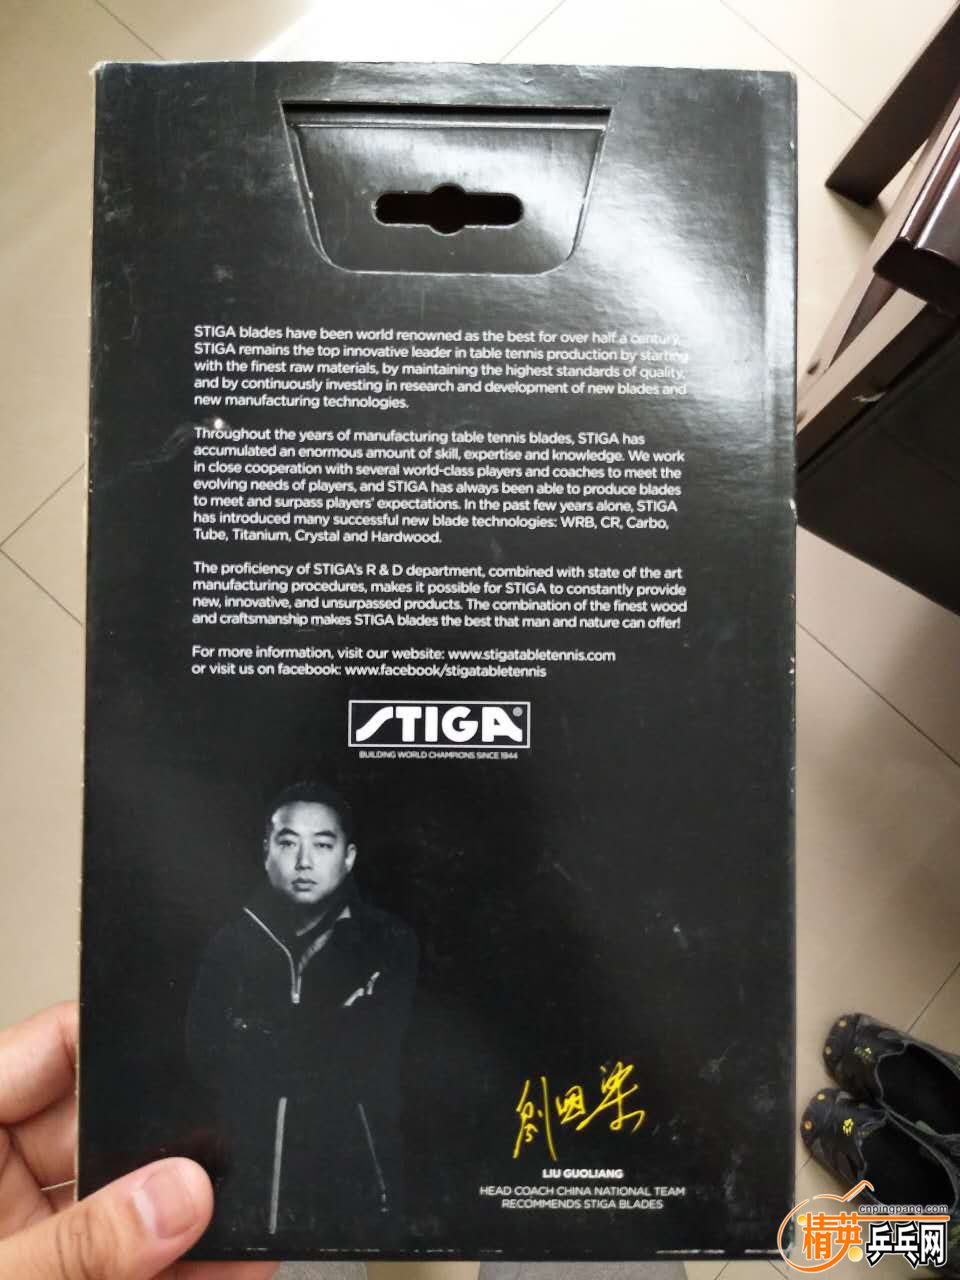 STIGA blades have been world renowned as the best for over half a century.
STIGA remains the top innovative leader in table tennis production by starting
with the finest raw materials, by maintaining the highest standards of quality,
and by continuously investing in research and development of new blades and
new manufacturing technologies.
Throughout the years of manufacturing table tennis blades, STIGA has
accumulated an enormous amount of skill, expertise and knowledge. We work
in close cooperation with several world-class players and coaches to meet the
evolving needs of players, and STIGA has always been able to produce blades
to meet and surpass players' expectations. In the past few years alone, STIGA
has introduced many successful new blade technologies: WRB, CR, Carbo,
Tube, Titanium, Crystal and Hardwood.
The proficiency of STIGA's R & D department, combined with state of the art
manufacturing procedures, makes it possible for STIGA to constantly provide
new, innovative, and unsurpassed products. The combination of the finest wood
and craftsmanship makes STIGA blades the best that man and nature can offer!
For more information, visit our website: www.stigatabletennis.com
or visit us on facebook: www.facebook/stigatabletennis
STIGA®
BUILDING WORLD CHAMPIONS SINCE 1944
刘国梁
LIU GUOLIANG
HEAD COACH CHINA NATIONAL TEAM
RECOMMENDS STIGA BLADES
cnpingpang.com
精英乒乓网